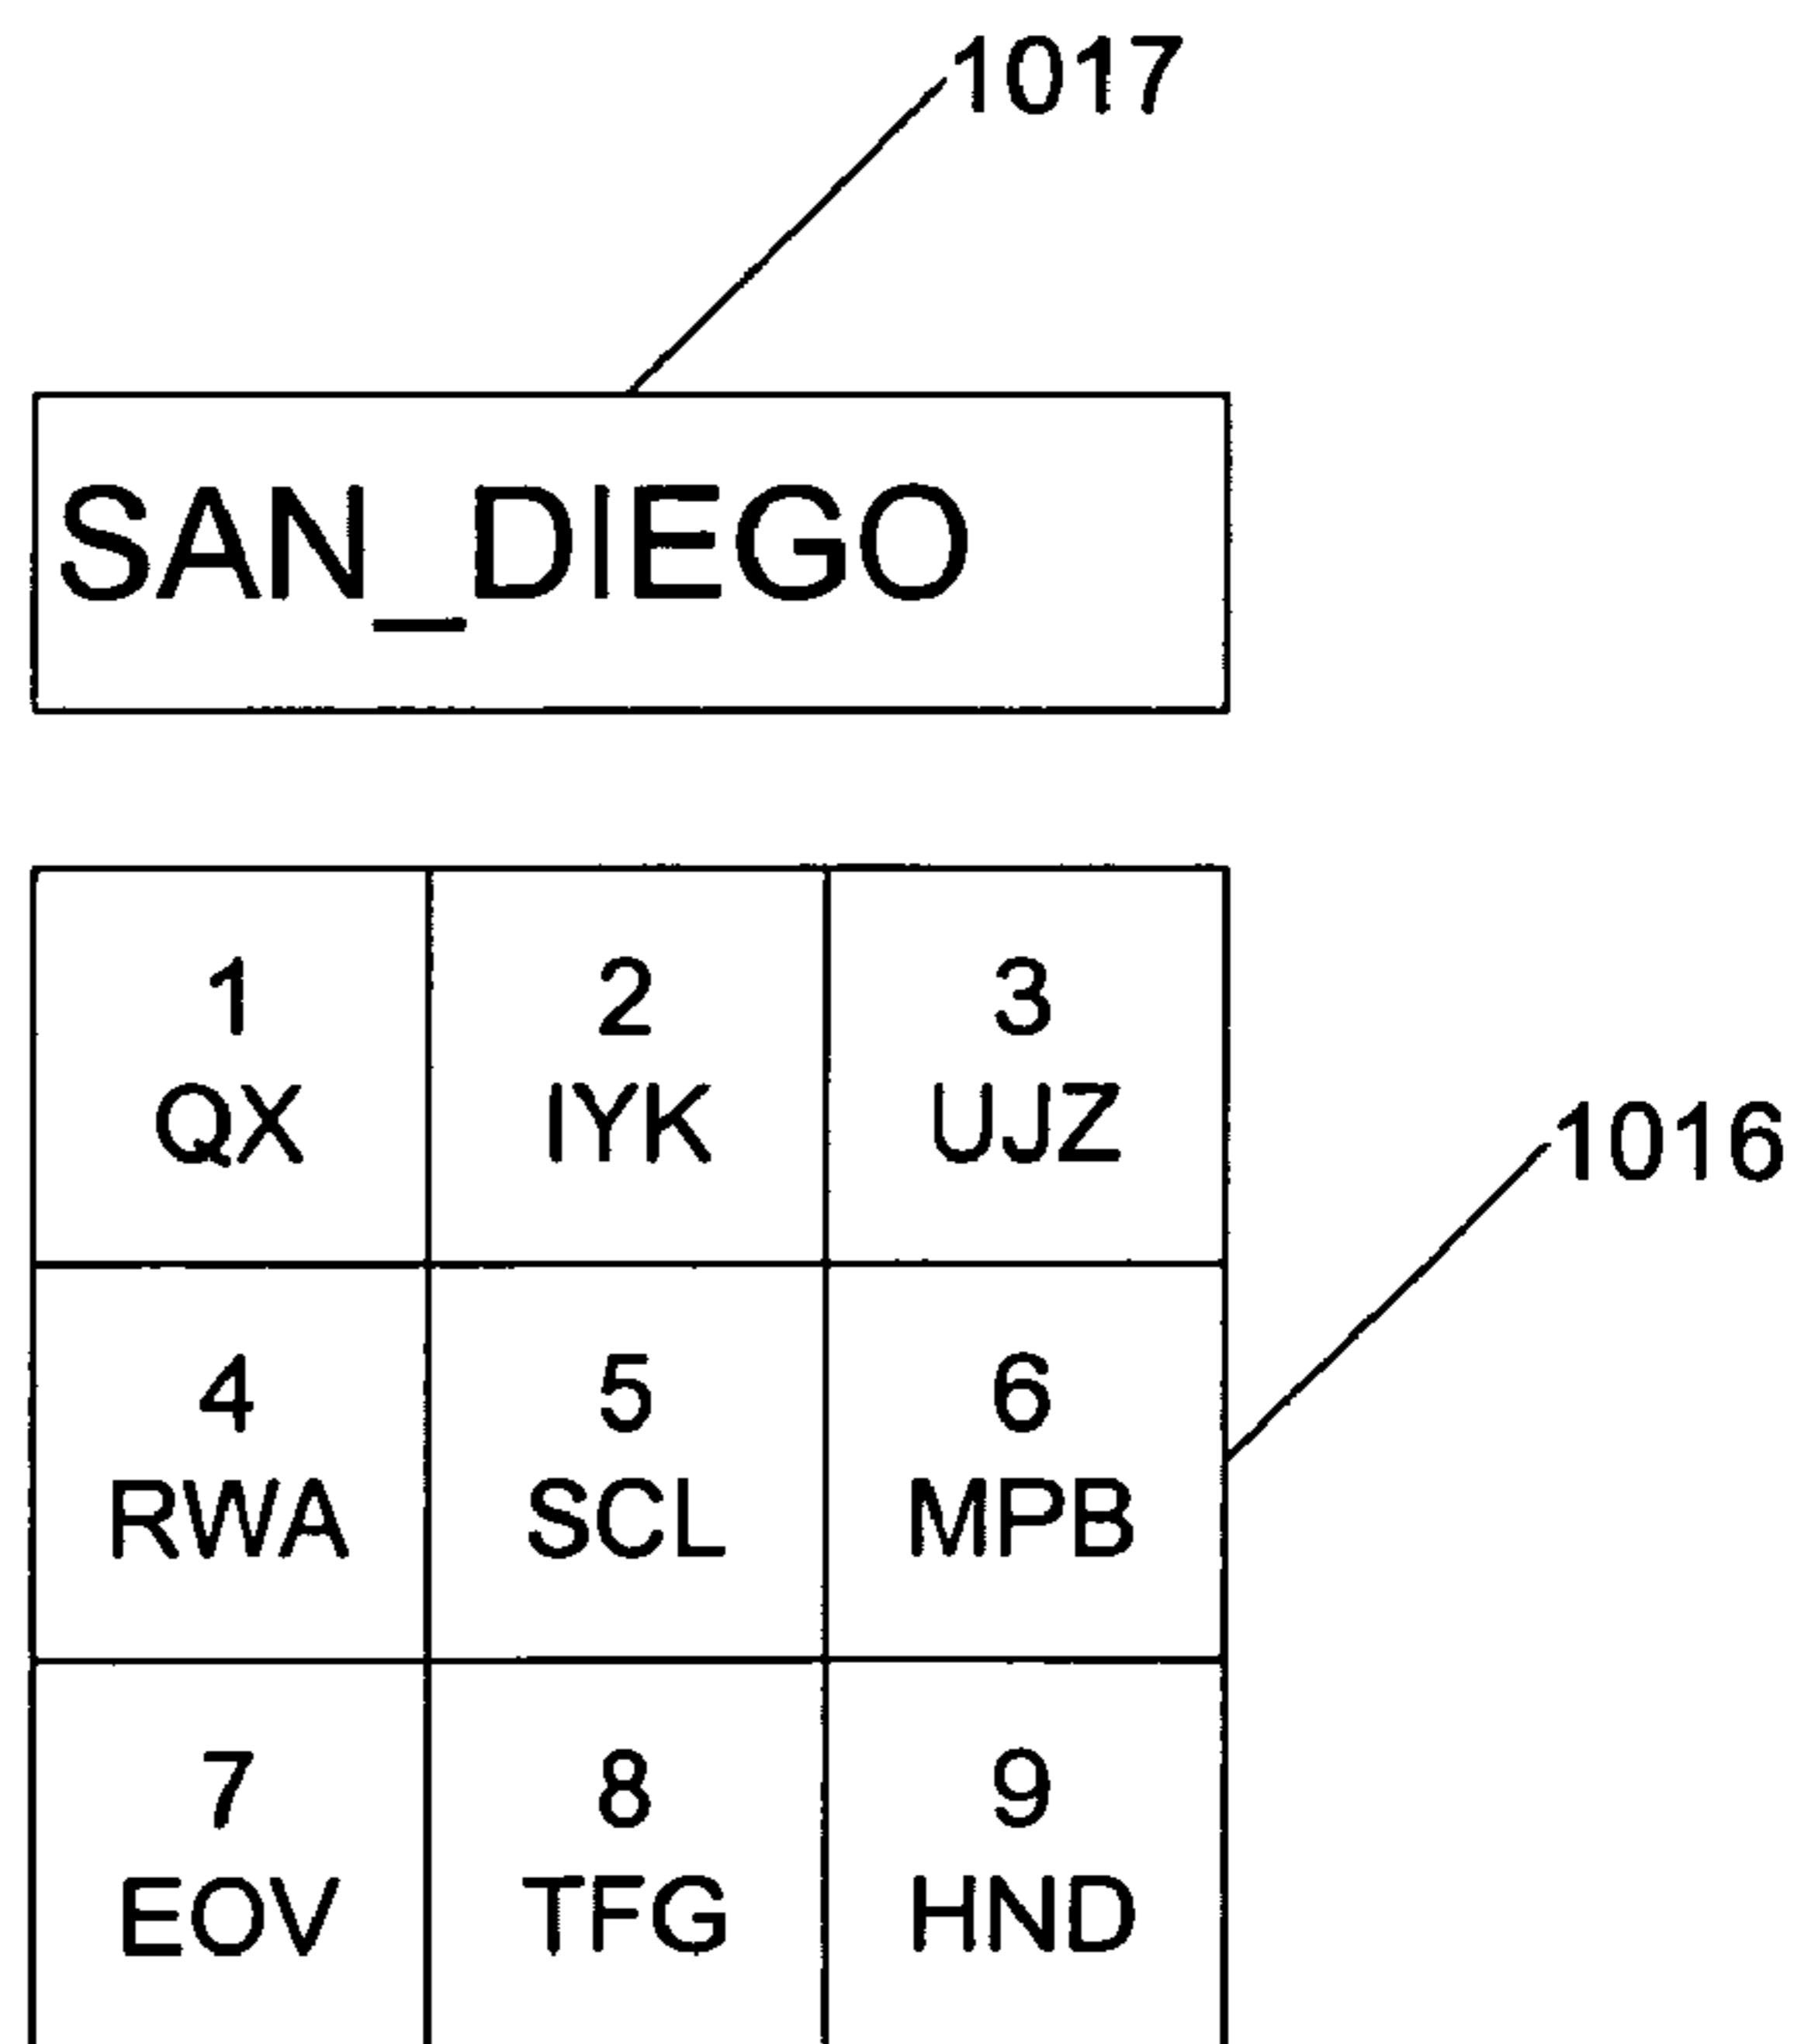 1017
SAN_DIEGO
1 2 3
QX IYK UJZ
1016
4 5 6
RWA SCL MPB
7 8 9
EOV TFG HND